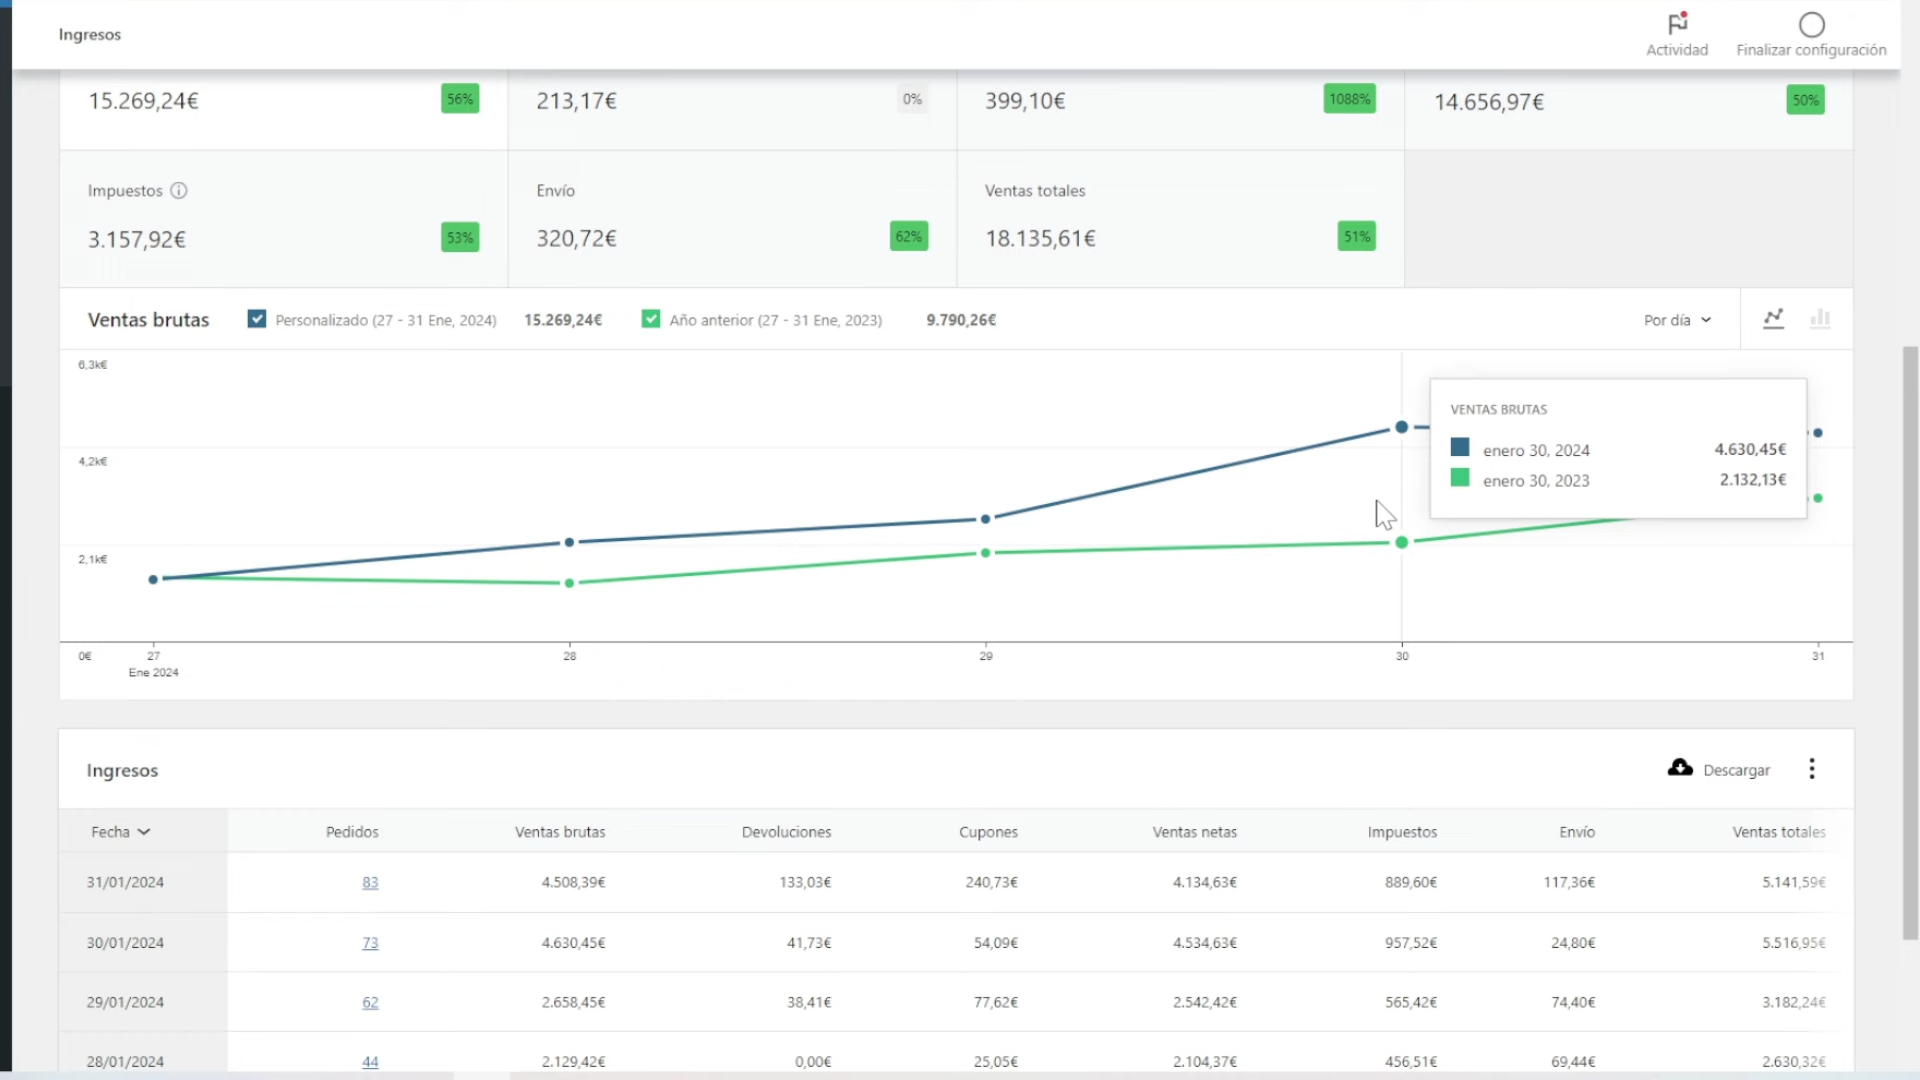 Ingresos
Actividad
Finalizar configuración
15.269,24€ 56% 213,17€ 0% 399,10€ 1088% 14.656,97€ 50%
Impuestos Envío Ventas totales
3.157,92€ 53% 320,72€ 62% 18.135,61€ 51%
Ventas brutas Personalizado (27 - 31 Ene, 2024) 15.269,24€ Año anterior (27 - 31 Ene, 2023) 9.790,26€ Por día
6,3k€
4,2k€
2,1k€
0€
VENTAS BRUTAS
enero 30, 2024 4.630,45€
enero 30, 2023 2.132,13€
27 28 29 30 31
Ene 2024
Ingresos Descargar
Fecha Pedidos Ventas brutas Devoluciones Cupones Ventas netas Impuestos Envío Ventas totales
31/01/2024 83 4.508,39€ 133,03€ 240,73€ 4.134,63€ 889,60€ 117,36€ 5.141,59€
30/01/2024 73 4.630,45€ 41,73€ 54,09€ 4.534,63€ 957,52€ 24,80€ 5.516,95€
29/01/2024 62 2.658,45€ 38,41€ 77,62€ 2.542,42€ 565,42€ 74,40€ 3.182,24€
28/01/2024 44 2.129,42€ 0,00€ 25,05€ 2.104,37€ 456,51€ 69,44€ 2.630,32€